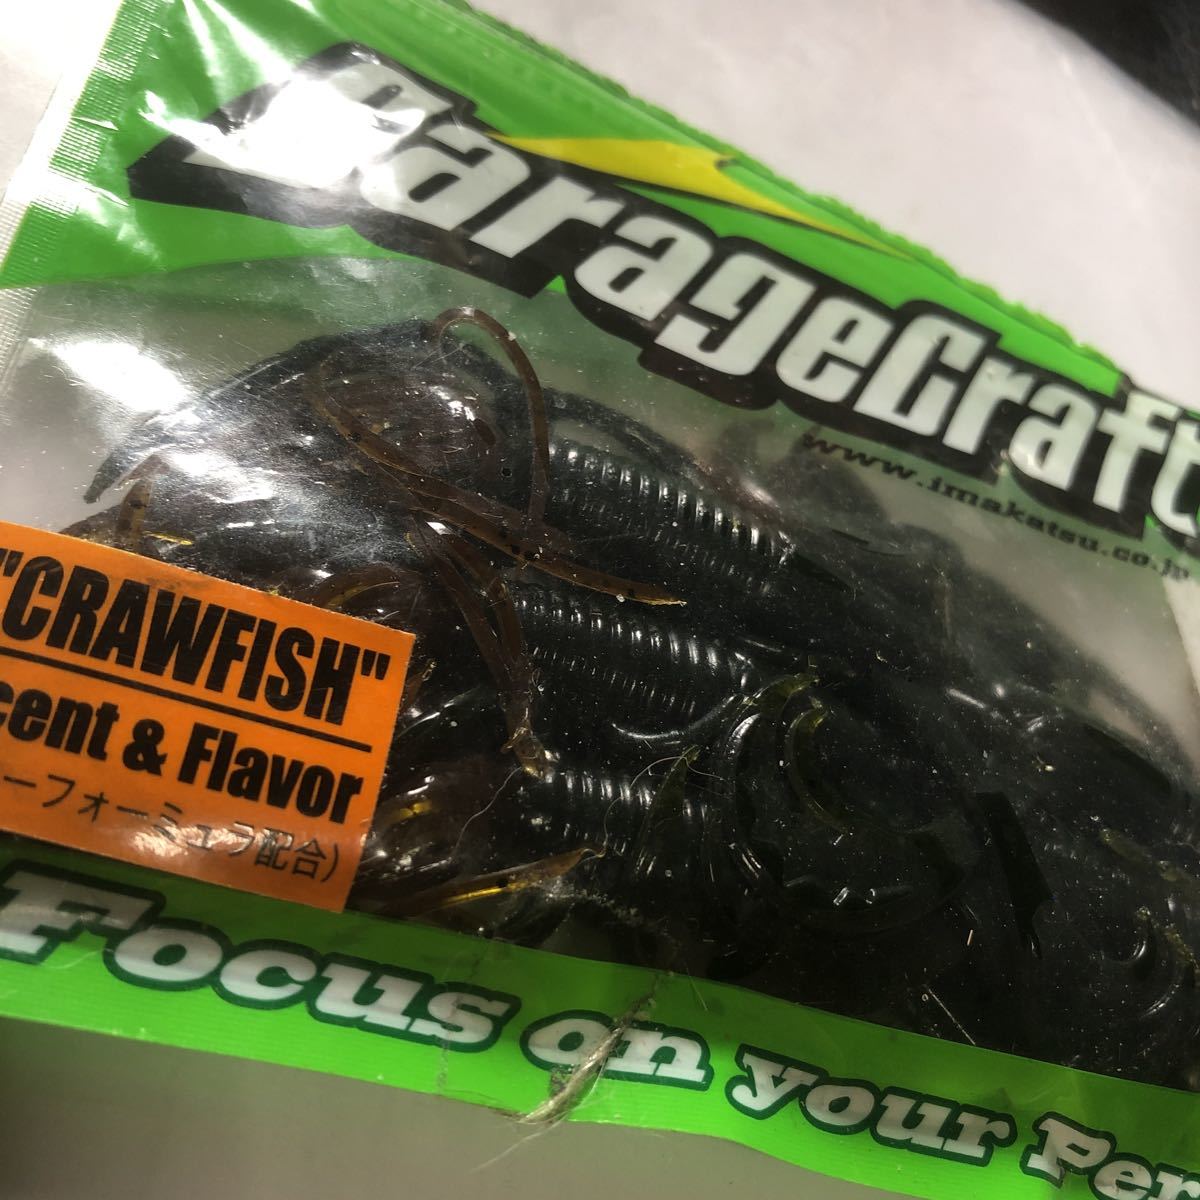 GarageCraft
www.imakatsu.co.jp
"CRAWFISH"
cent & Flavor
ーフォーミュラ配合)
Focus on your Per